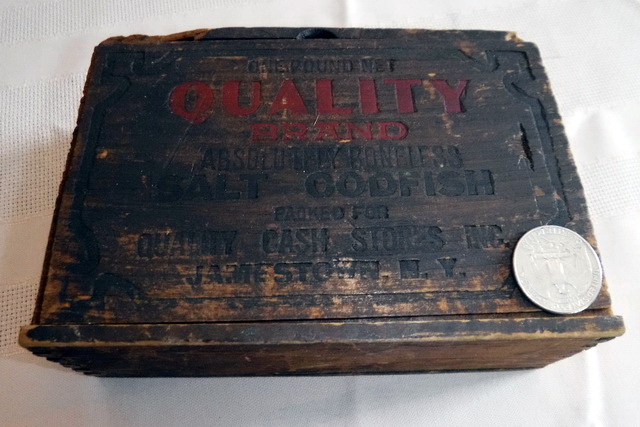 ONE POUND NET
QUALITY
BRAND
ABSOLUTELY BONELESS
SALT CODFISH
PACKED FOR
QUALITY CASH STORES INC.
JAMESTOWN, N.Y.